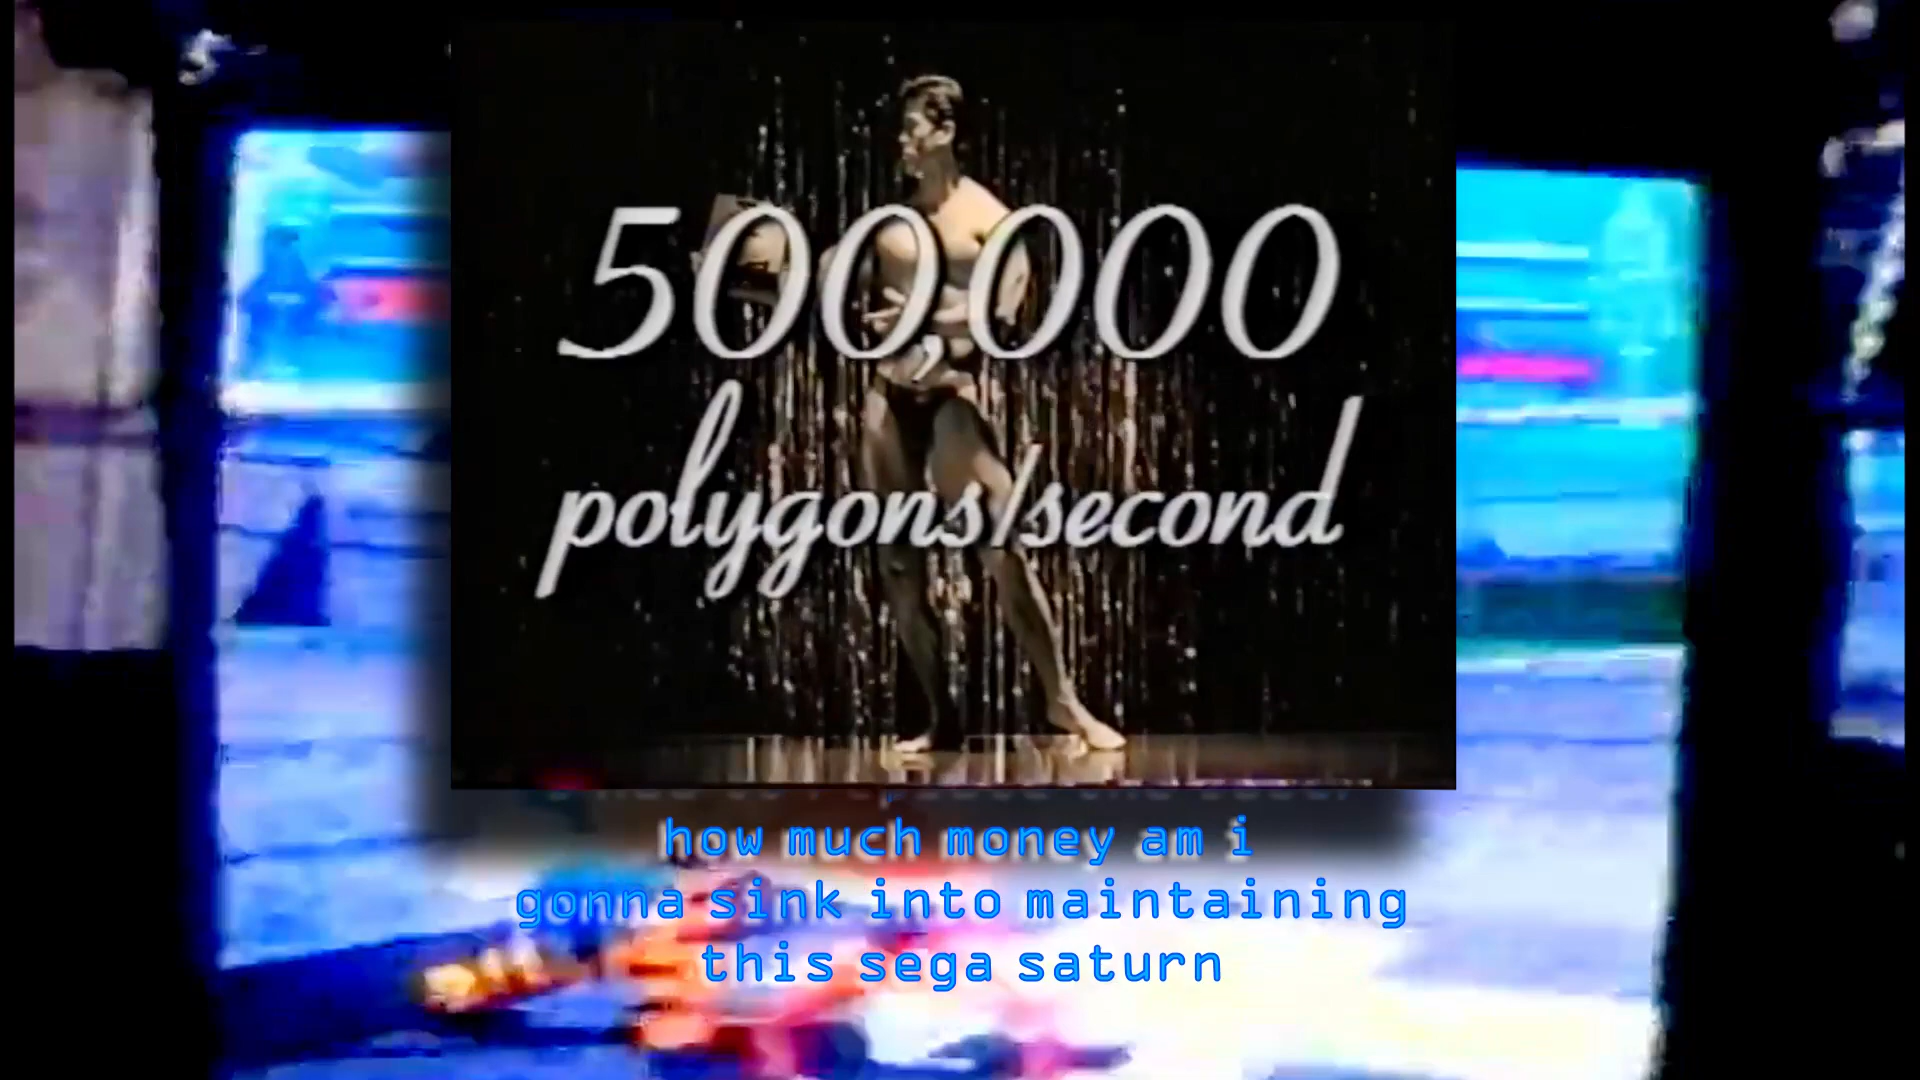 500,000
polygons/second
how much money am i
gonna sink into maintaining
this sega saturn